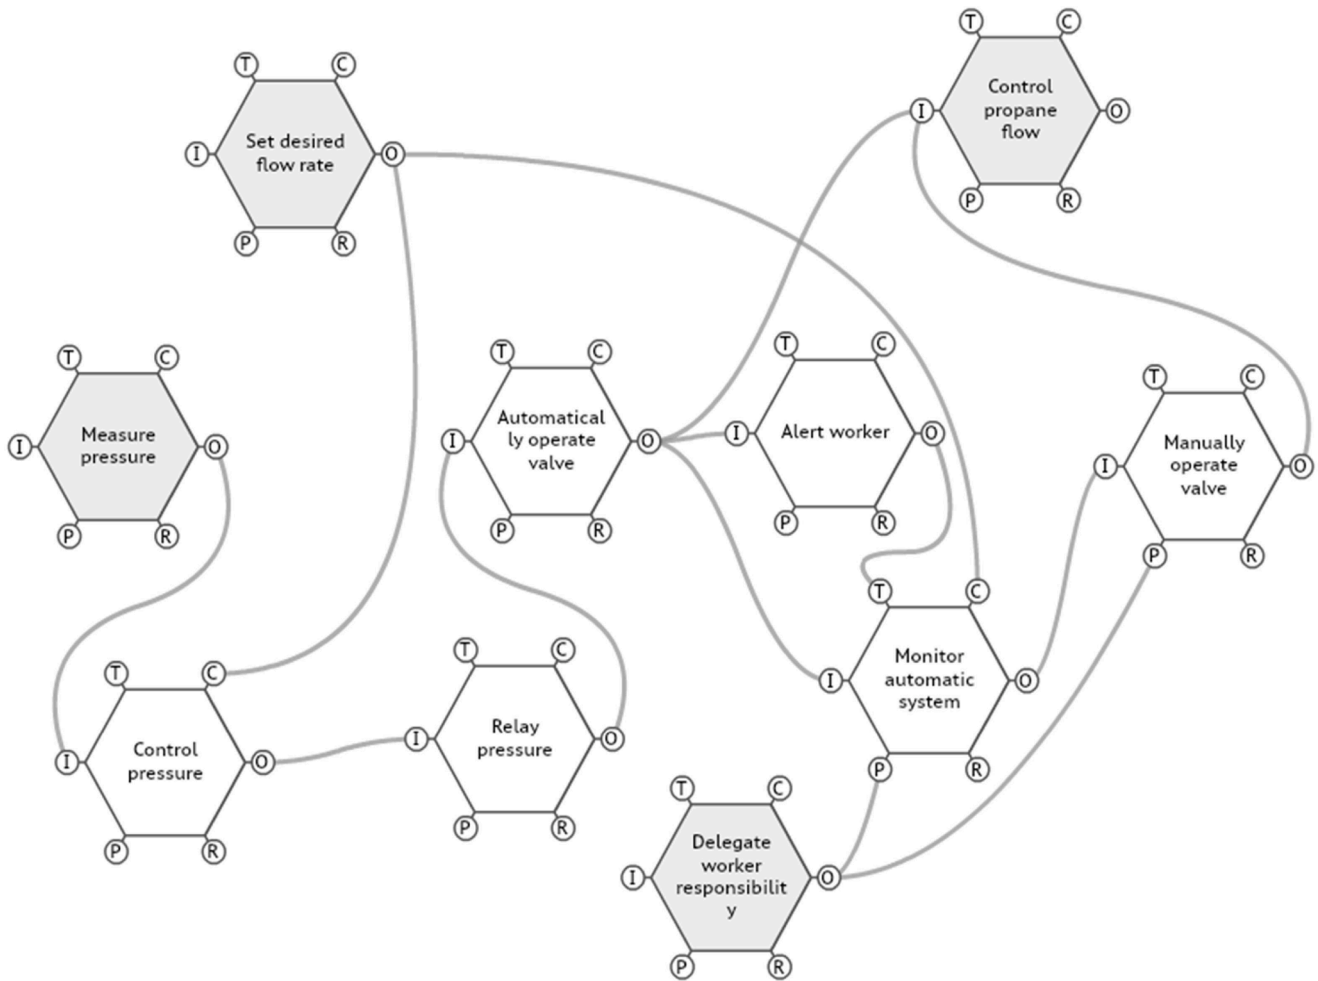 T C
I Set desired O
flow rate
P R
T C
I Control O
propane
flow
P R
T C
I Measure O
pressure
P R
T C
I Automatical O
ly operate
valve
P R
T C
I Alert worker O
P R
T C
I Manually O
operate
valve
P R
T C
I Control O
pressure
P R
T C
I Relay O
pressure
P R
T C
I Monitor O
automatic
system
P R
T C
I Delegate O
worker
responsibilit
y
P R